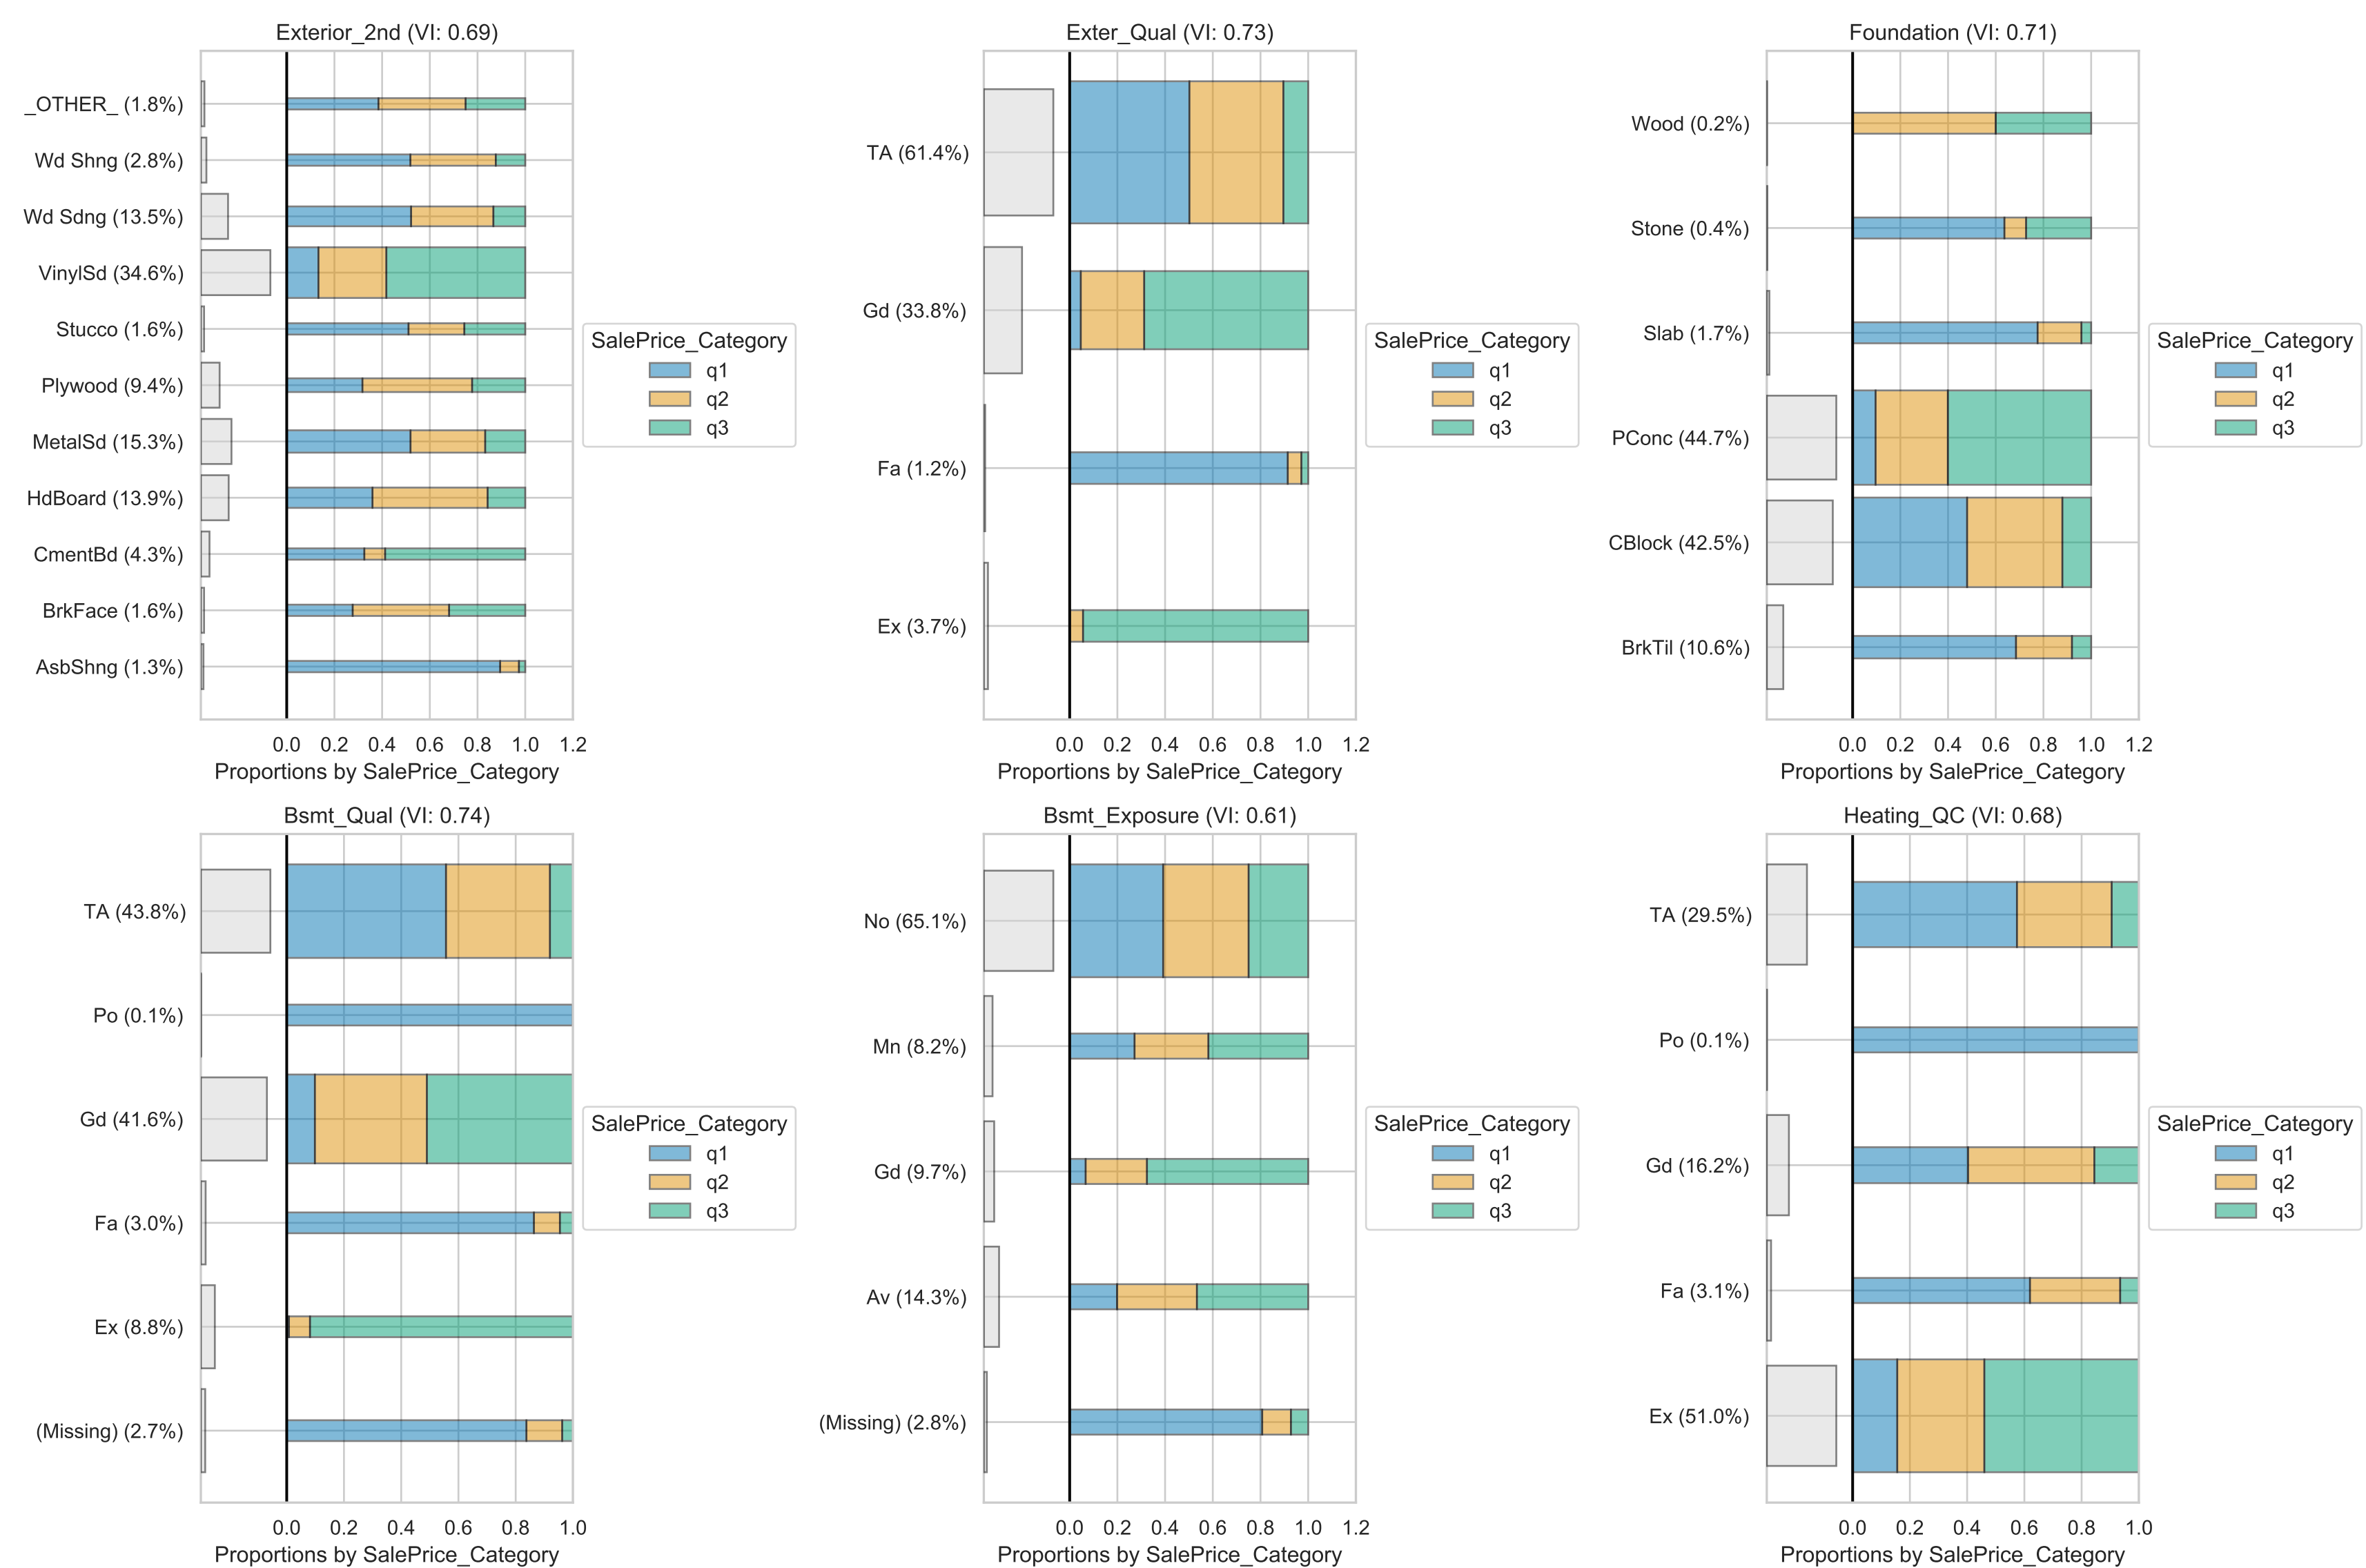 Exterior_2nd (VI: 0.69)
_OTHER_ (1.8%)
Wd Shng (2.8%)
Wd Sdng (13.5%)
VinylSd (34.6%)
Stucco (1.6%)
Plywood (9.4%)
MetalSd (15.3%)
HdBoard (13.9%)
CmentBd (4.3%)
BrkFace (1.6%)
AsbShng (1.3%)
0.0 0.2 0.4 0.6 0.8 1.0 1.2
Proportions by SalePrice_Category
SalePrice_Category
q1
q2
q3
Exter_Qual (VI: 0.73)
TA (61.4%)
Gd (33.8%)
Fa (1.2%)
Ex (3.7%)
0.0 0.2 0.4 0.6 0.8 1.0 1.2
Proportions by SalePrice_Category
SalePrice_Category
q1
q2
q3
Foundation (VI: 0.71)
Wood (0.2%)
Stone (0.4%)
Slab (1.7%)
PConc (44.7%)
CBlock (42.5%)
BrkTil (10.6%)
0.0 0.2 0.4 0.6 0.8 1.0 1.2
Proportions by SalePrice_Category
SalePrice_Category
q1
q2
q3
Bsmt_Qual (VI: 0.74)
TA (43.8%)
Po (0.1%)
Gd (41.6%)
Fa (3.0%)
Ex (8.8%)
(Missing) (2.7%)
0.0 0.2 0.4 0.6 0.8 1.0
Proportions by SalePrice_Category
SalePrice_Category
q1
q2
q3
Bsmt_Exposure (VI: 0.61)
No (65.1%)
Mn (8.2%)
Gd (9.7%)
Av (14.3%)
(Missing) (2.8%)
0.0 0.2 0.4 0.6 0.8 1.0 1.2
Proportions by SalePrice_Category
SalePrice_Category
q1
q2
q3
Heating_QC (VI: 0.68)
TA (29.5%)
Po (0.1%)
Gd (16.2%)
Fa (3.1%)
Ex (51.0%)
0.0 0.2 0.4 0.6 0.8 1.0
Proportions by SalePrice_Category
SalePrice_Category
q1
q2
q3